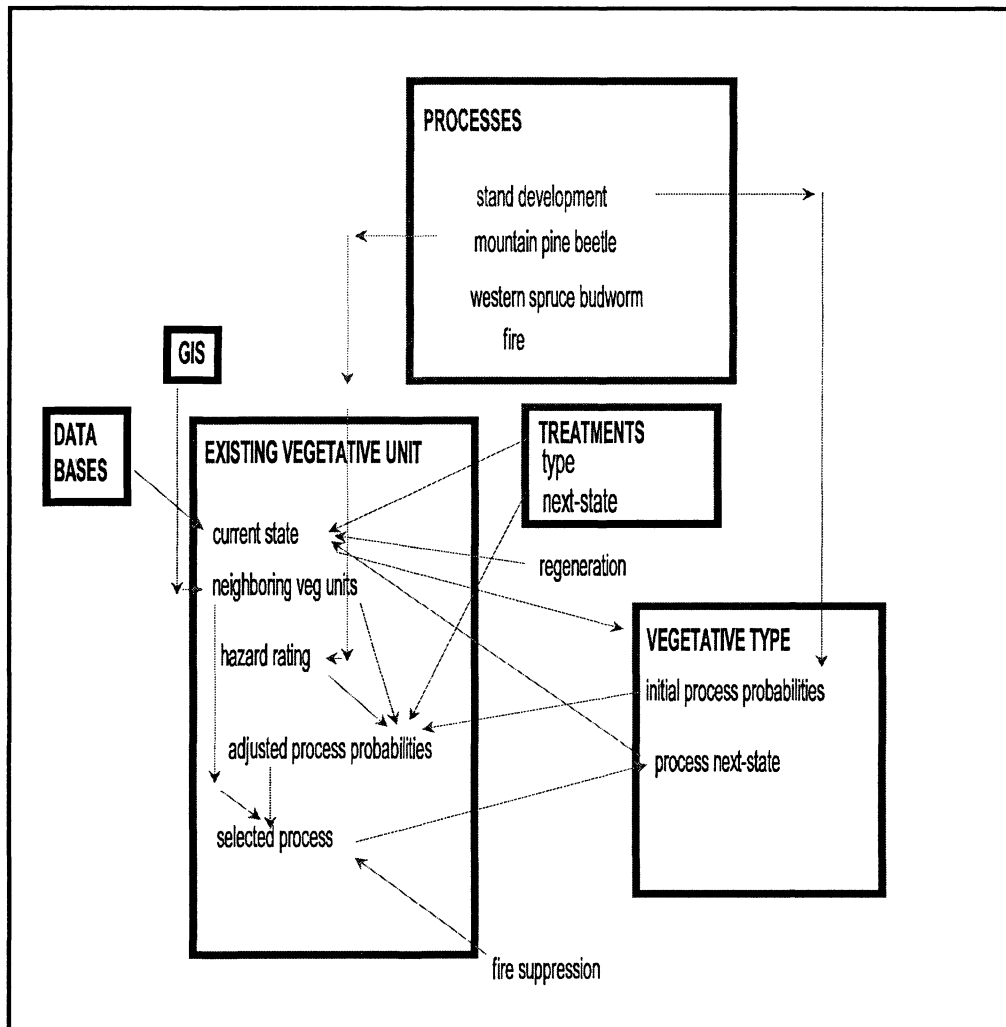 PROCESSES
stand development
mountain pine beetle
western spruce budworm
fire
GIS
DATA
BASES
EXISTING VEGETATIVE UNIT
current state
neighboring veg units
hazard rating
adjusted process probabilities
selected process
TREATMENTS
type
next-state
regeneration
VEGETATIVE TYPE
initial process probabilities
process next-state
fire suppression